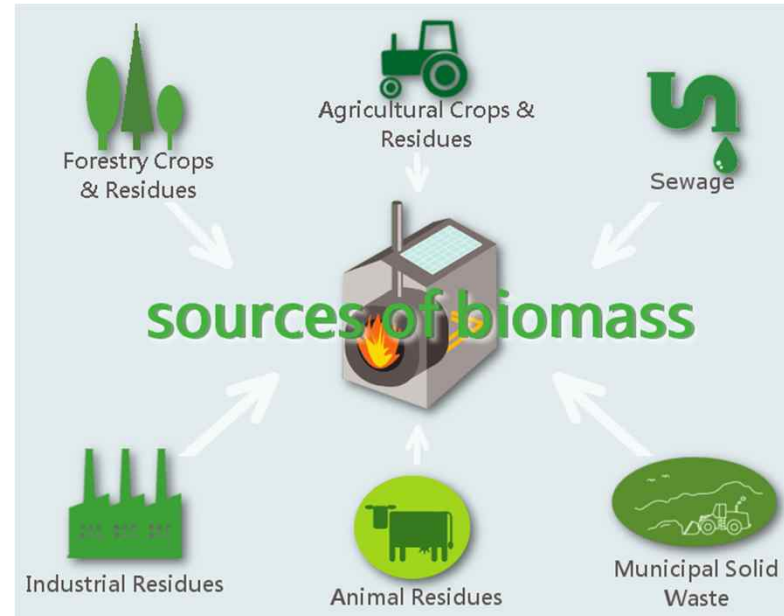 Forestry Crops
& Residues
Agricultural Crops &
Residues
Sewage
sources of biomass
Industrial Residues
Animal Residues
Municipal Solid
Waste